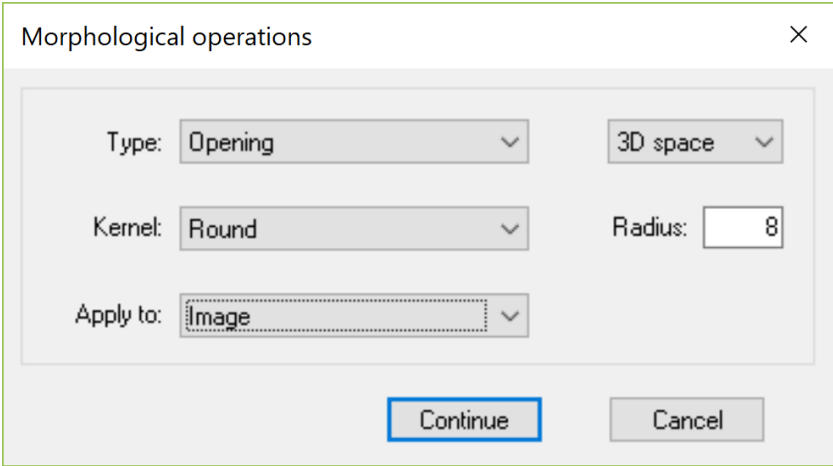 Morphological operations
Type: Opening 3D space
Kernel: Round Radius: 8
Apply to: Image
Continue Cancel